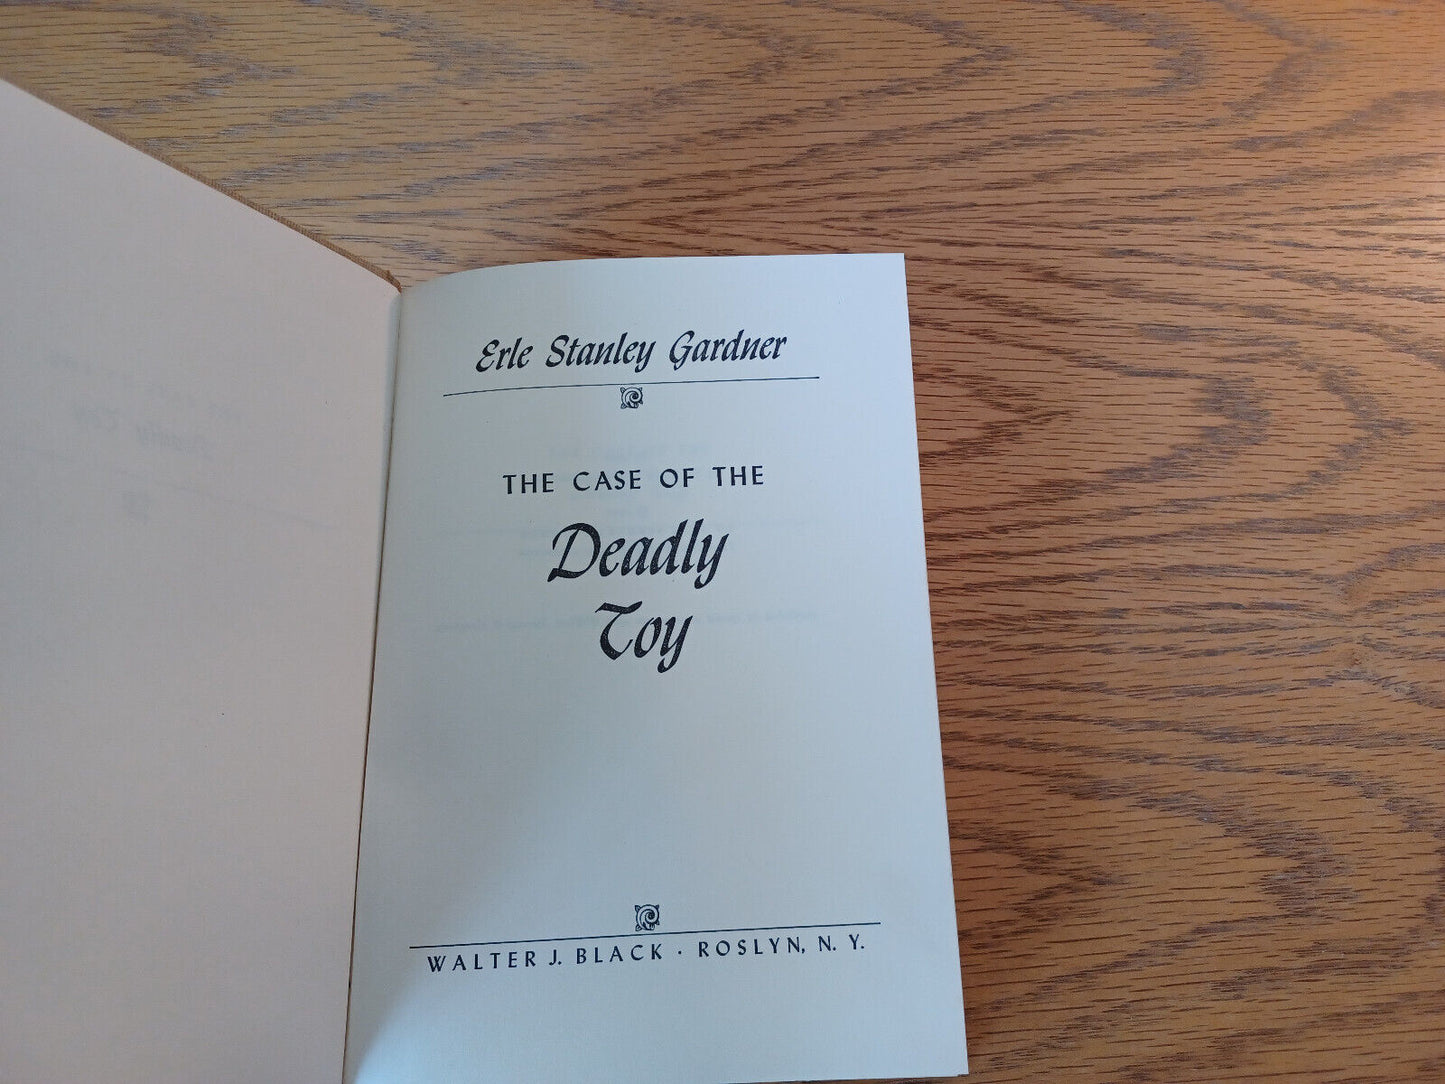 Erle Stanley Gardner
THE CASE OF THE
Deadly
Toy
WALTER J. BLACK · ROSLYN, N. Y.